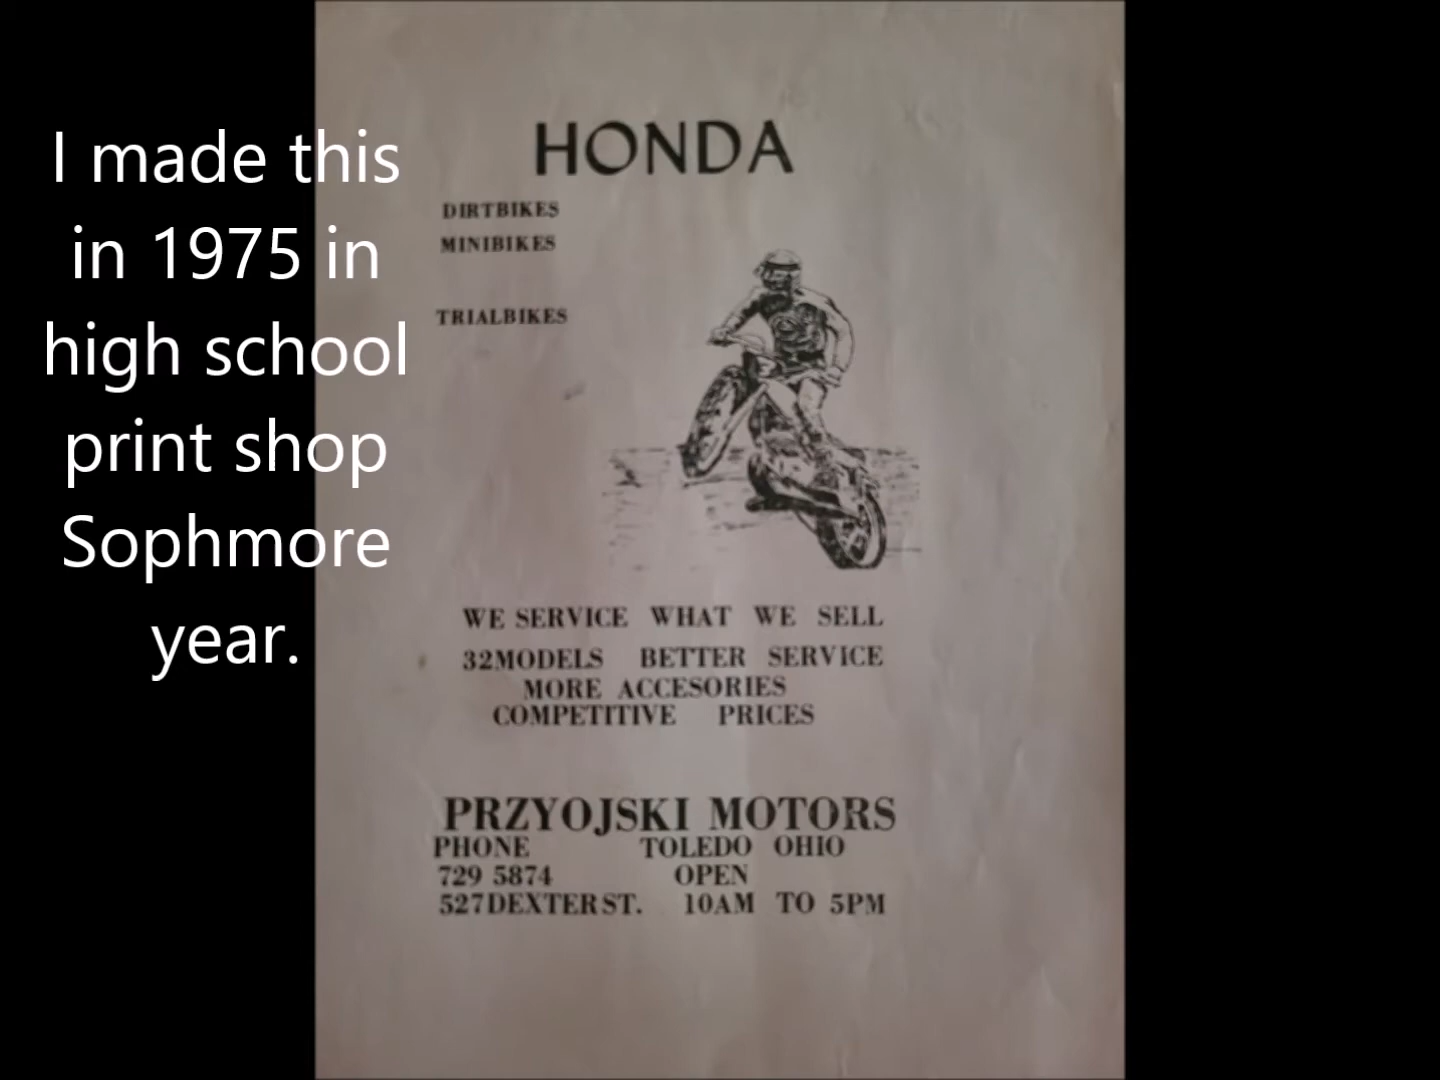 I made this
in 1975 in
high school
print shop
Sophmore
year.
HONDA
DIRTBIKES
MINIBIKES
TRIALBIKES
WE SERVICE WHAT WE SELL
32MODELS BETTER SERVICE
MORE ACCESORIES
COMPETITIVE PRICES
PRZYOJSKI MOTORS
PHONE TOLEDO OHIO
729 5874 OPEN
527DEXTER ST. 10AM TO 5PM